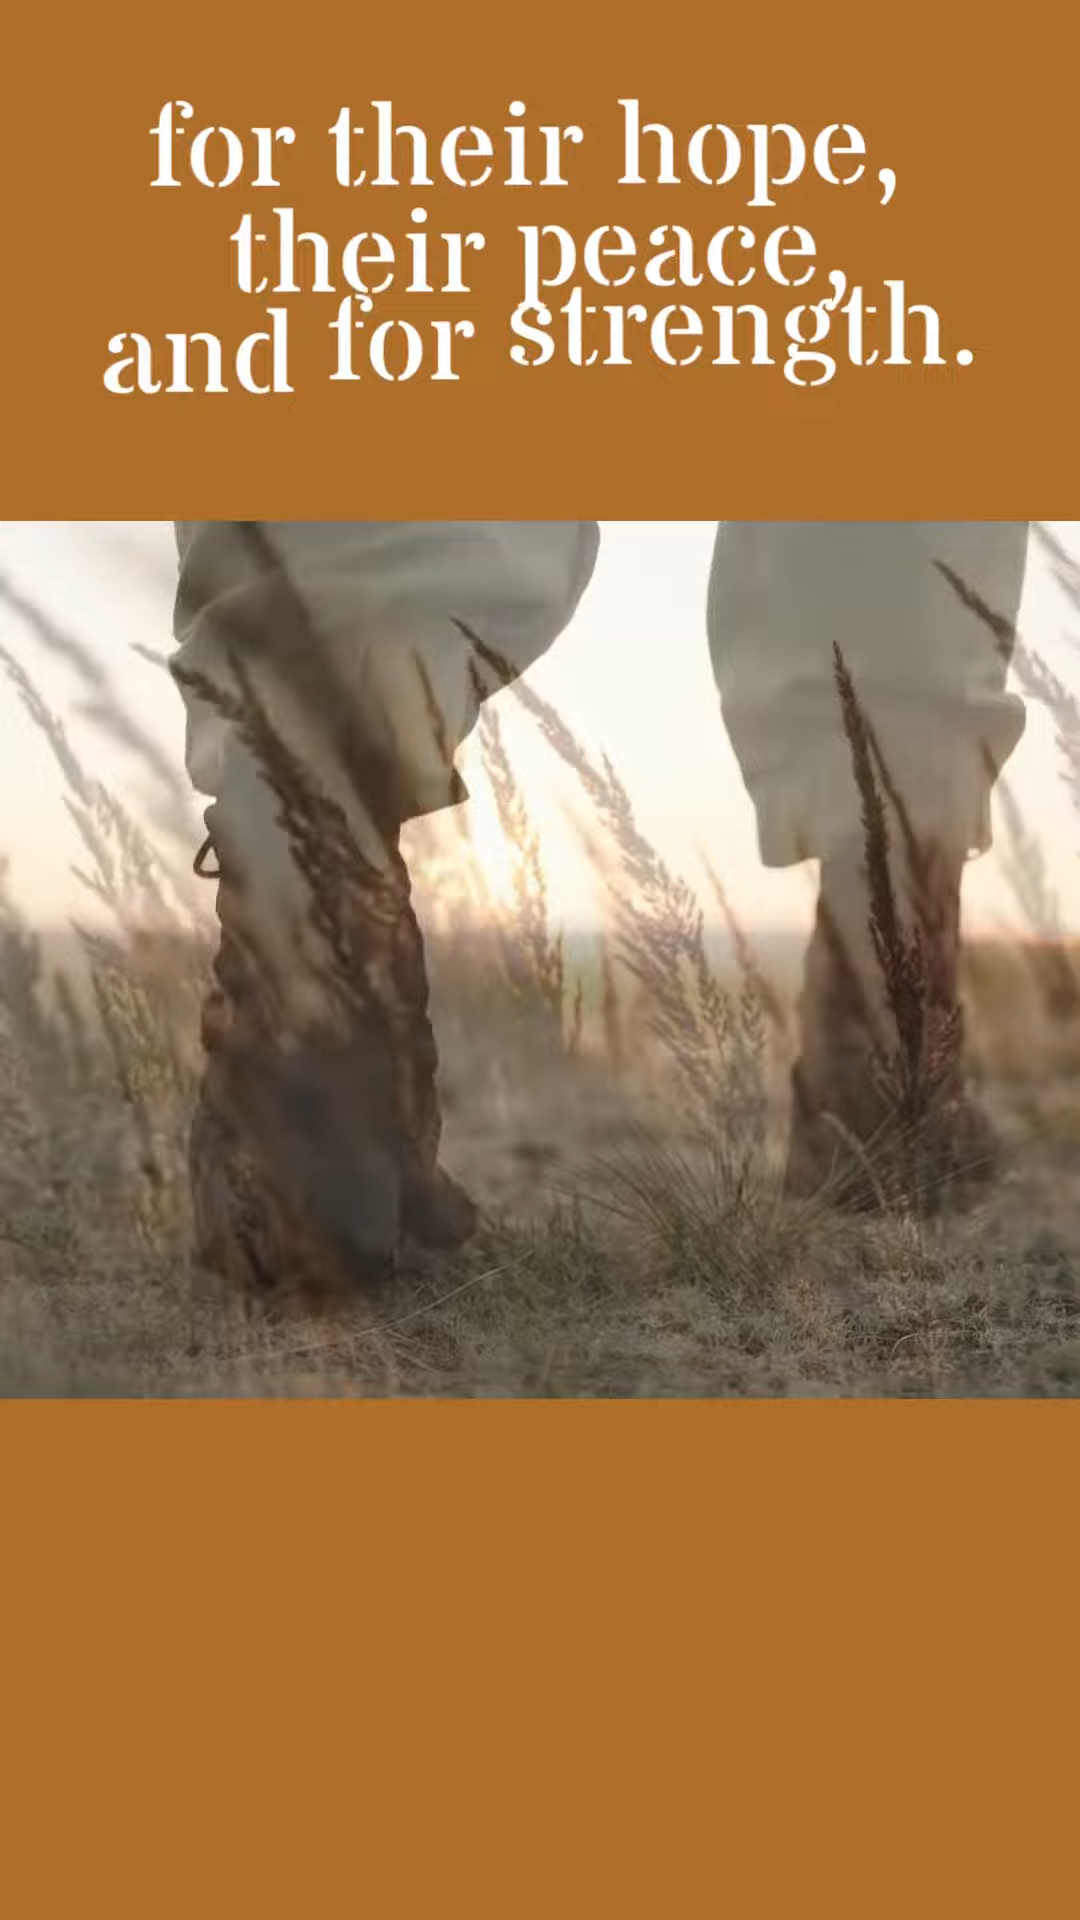 for their hope,
their peace,
and for strength.